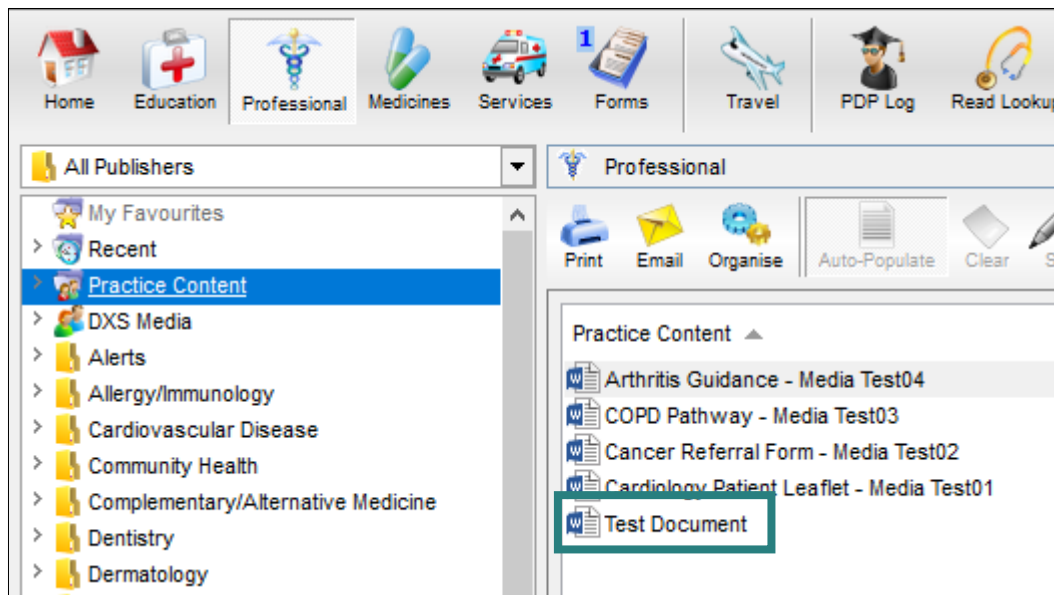 1
Home Education Professional Medicines Services Forms Travel PDP Log Read Lookup
All Publishers
Professional
My Favourites
Recent
Practice Content
DXS Media
Alerts
Allergy/Immunology
Cardiovascular Disease
Community Health
Complementary/Alternative Medicine
Dentistry
Dermatology
Print Email Organise Auto-Populate Clear S
Practice Content
Arthritis Guidance - Media Test04
COPD Pathway - Media Test03
Cancer Referral Form - Media Test02
Cardiology Patient Leaflet - Media Test01
Test Document